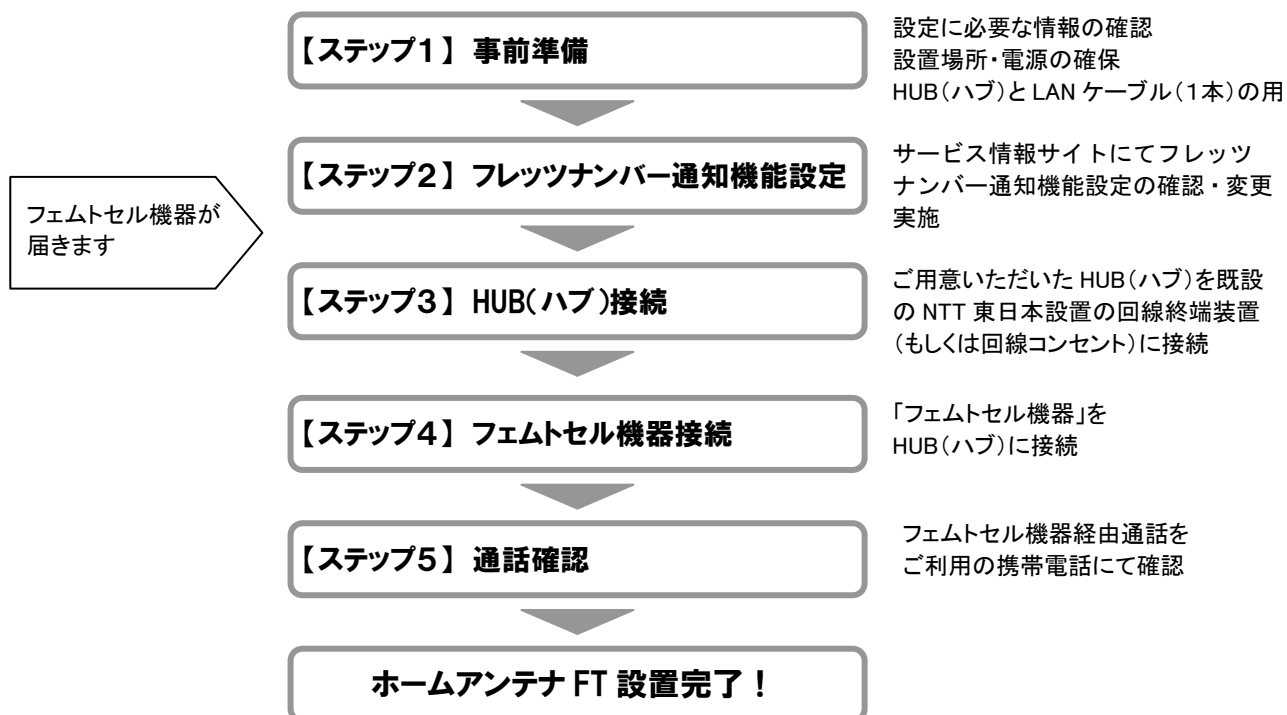 【ステップ1】 事前準備
設定に必要な情報の確認
設置場所・電源の確保
HUB(ハブ)と LAN ケーブル(1本)の用
フェムトセル機器が
届きます
【ステップ2】 フレッツナンバー通知機能設定
サービス情報サイトにてフレッツ
ナンバー通知機能設定の確認・変更
実施
【ステップ3】 HUB(ハブ)接続
ご用意いただいた HUB(ハブ)を既設
の NTT 東日本設置の回線終端装置
(もしくは回線コンセント)に接続
【ステップ4】 フェムトセル機器接続
「フェムトセル機器」を
HUB(ハブ)に接続
【ステップ5】 通話確認
フェムトセル機器経由通話を
ご利用の携帯電話にて確認
ホームアンテナ FT 設置完了！